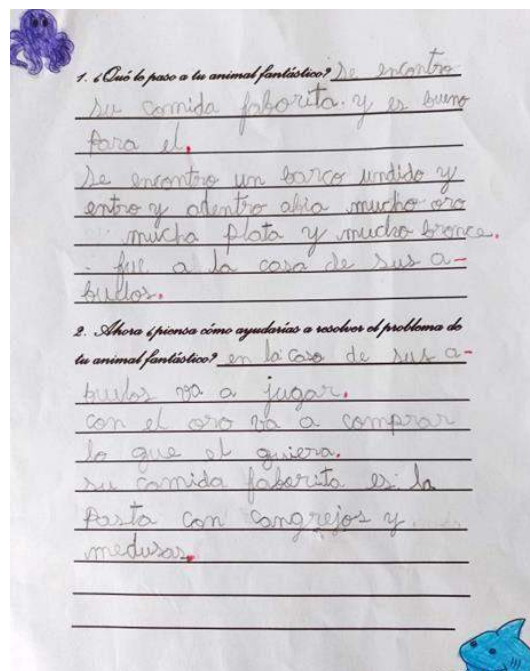 1. ¿Qué le paso a tu animal fantástico? Se encontro
su comida faborita. y es bueno
Para el.
Se encontro um barco undido y
entro y adentro abia mucho oro
mucha plata y mucho bronce.
fue a la casa de sus a-
buelos.
2. Ahora ¿piensa cómo ayudarías a resolver el problema de
tu animal fantástico? en la casa de sus a-
buelos va a jugar.
con el oro va a comprar
lo que el quiera.
su comida faborita es la
Pasta con cangrejos y
medusas.